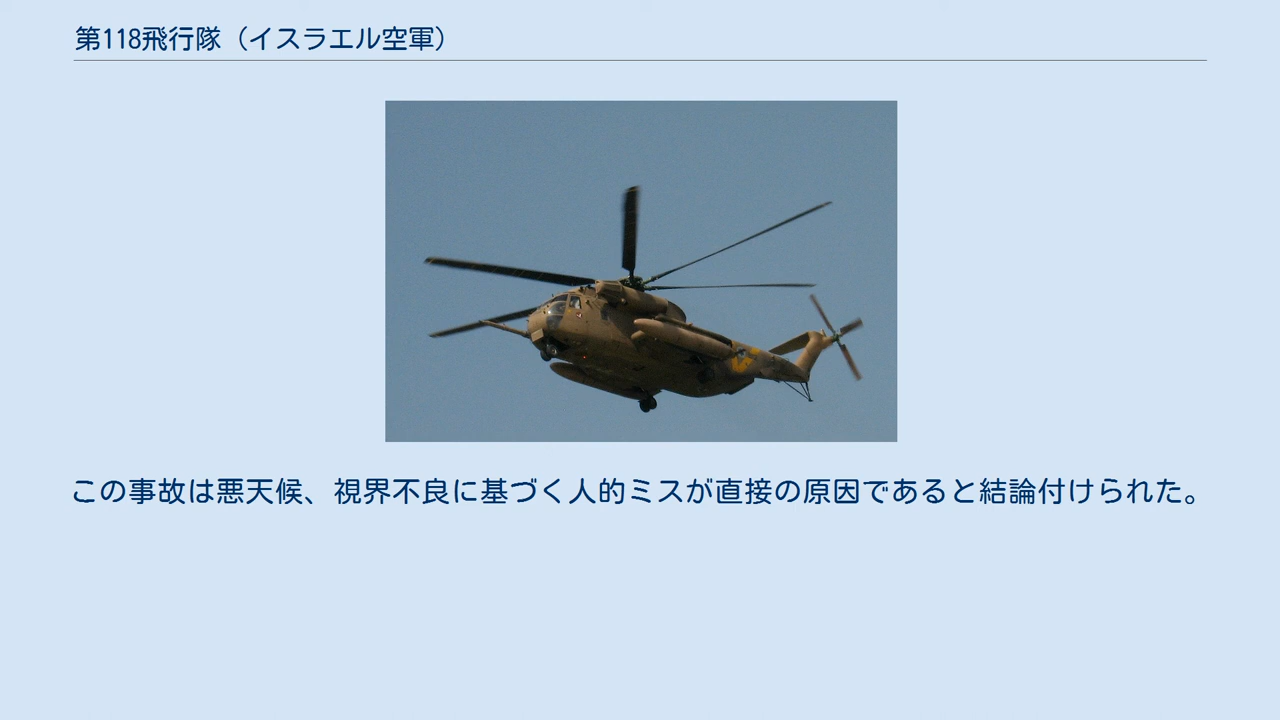 第118飛行隊（イスラエル空軍）
この事故は悪天候、視界不良に基づく人的ミスが直接の原因であると結論付けられた。